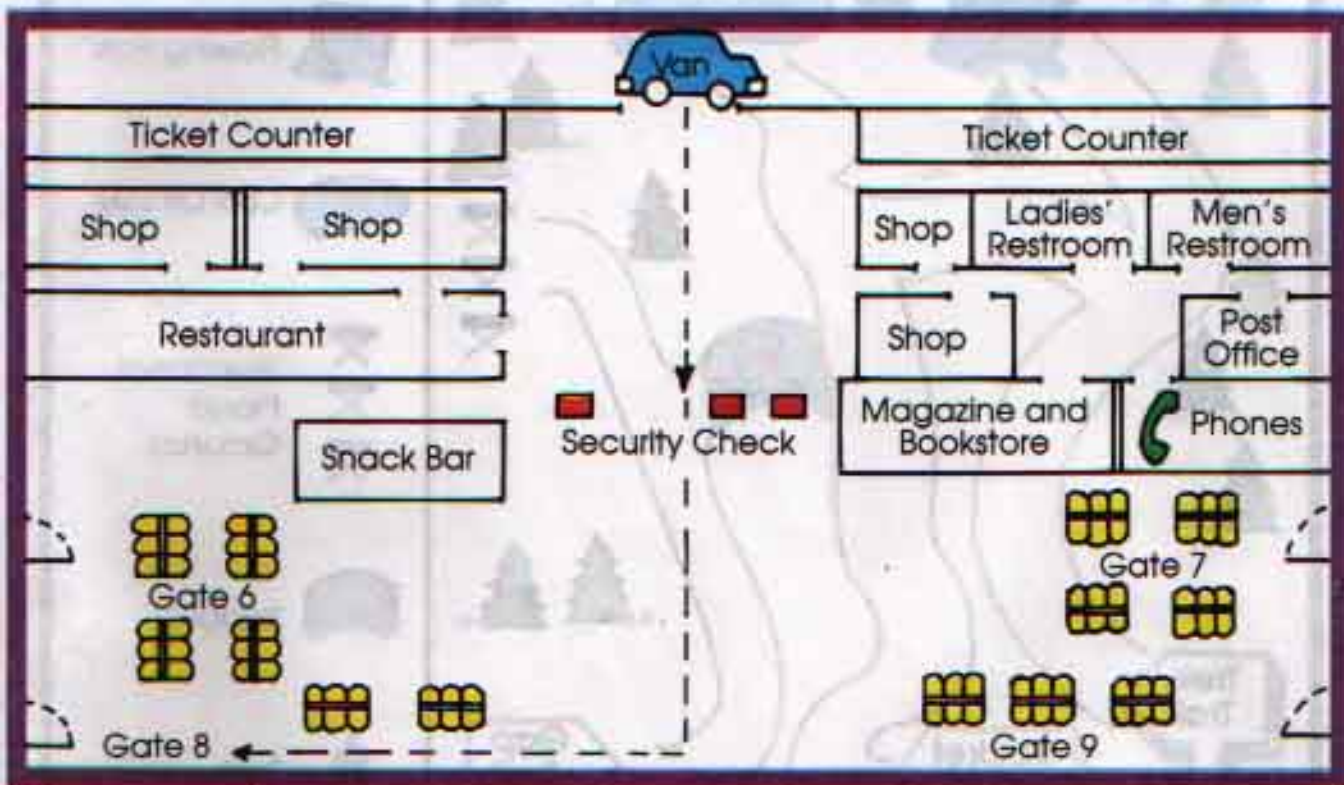 Van
Ticket Counter
Ticket Counter
Shop
Shop
Shop
Ladies'
Restroom
Men's
Restroom
Restaurant
Shop
Post
Office
Snack Bar
Security Check
Magazine and
Bookstore
Phones
Gate 6
Gate 7
Gate 8
Gate 9